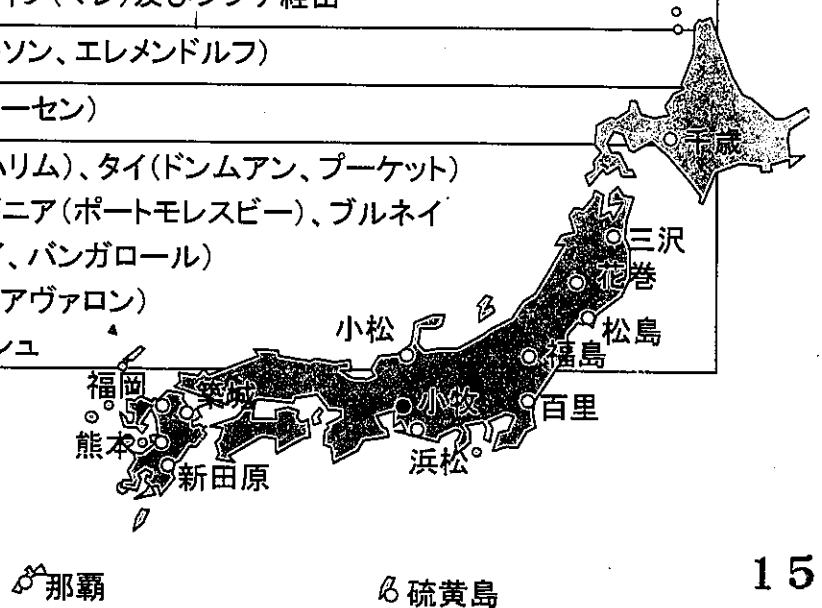 ソン、エレメンドルフ)
ーセン)
ハリム)、タイ(ドンムアン、プーケット)
ニア(ポートモレスビー)、ブルネイ
、バンガロール)
アヴァロン)
シュ
千歳
三沢
花巻
松島
小松
福島
福岡
築城
小牧
百里
熊本
浜松
新田原
那覇
硫黄島
15